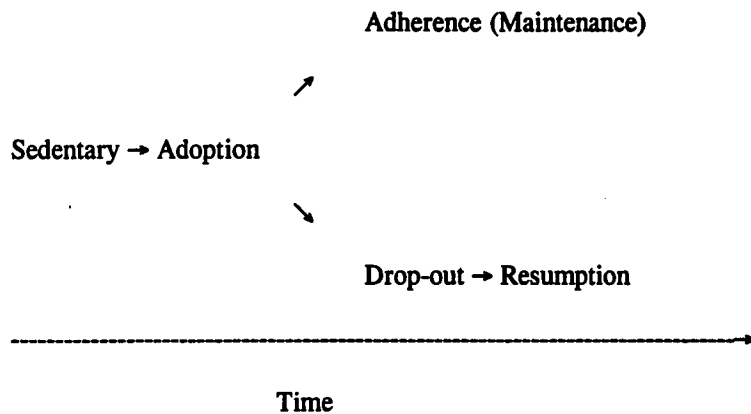 Adherence (Maintenance)
Sedentary → Adoption
Drop-out → Resumption
Time